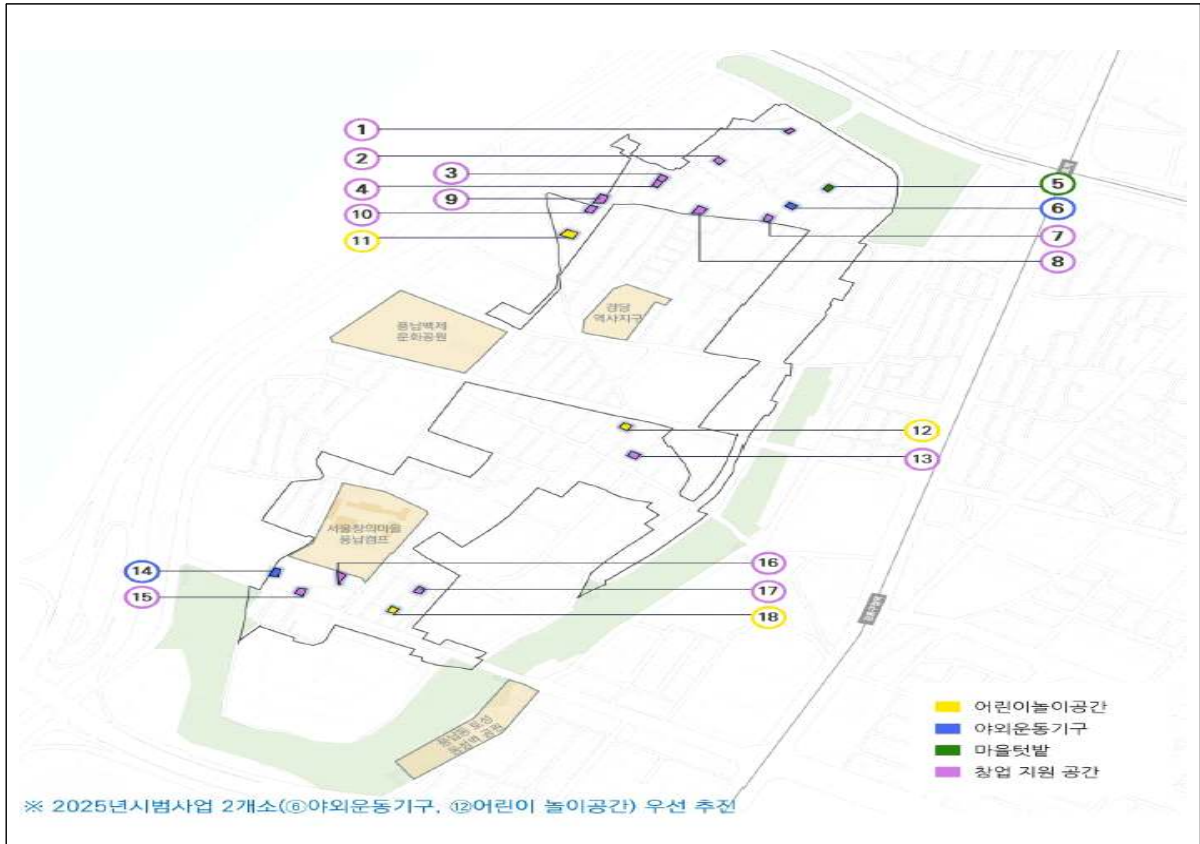 1
2
3
4
9
10
11
5
6
7
8
경당
역사지구
풍납백제
문화공원
12
13
서울창의마을
풍납캠프
14
15
16
17
18
어린이놀이공간
야외운동기구
마을텃밭
창업 지원 공간
※ 2025년시범사업 2개소(⑥야외운동기구, ⑫어린이 놀이공간) 우선 추진